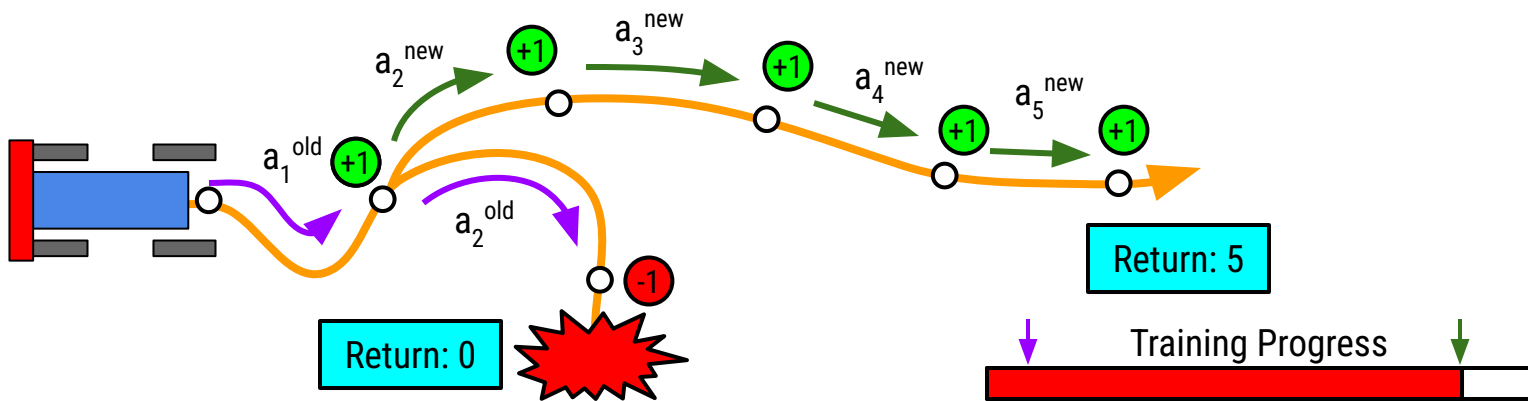 a₁ᵒˡᵈ
+1
a₂ⁿᵉʷ
+1
a₃ⁿᵉʷ
+1
a₄ⁿᵉʷ
+1
a₅ⁿᵉʷ
+1
a₂ᵒˡᵈ
-1
Return: 0
Return: 5
Training Progress